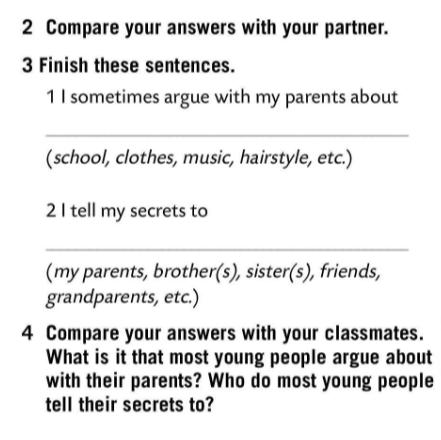 2 Compare your answers with your partner.
3 Finish these sentences.
1 I sometimes argue with my parents about
(school, clothes, music, hairstyle, etc.)
2 I tell my secrets to
(my parents, brother(s), sister(s), friends,
grandparents, etc.)
4 Compare your answers with your classmates.
What is it that most young people argue about
with their parents? Who do most young people
tell their secrets to?